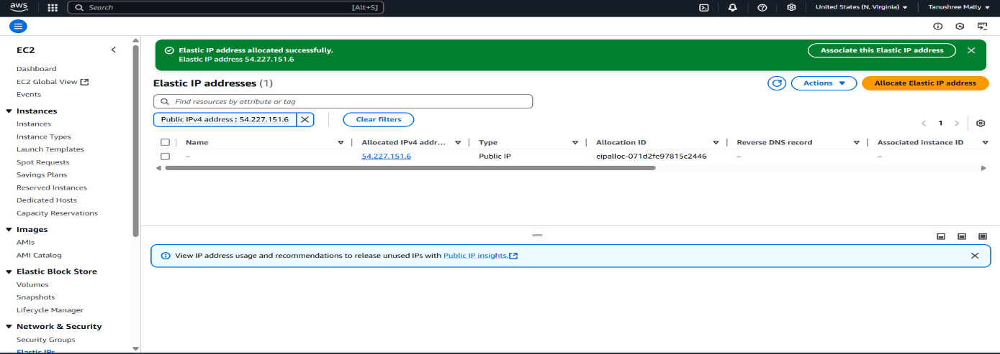 aws Search [Alt+S] United States (N. Virginia) Tanushree Maity
EC2
Dashboard
EC2 Global View
Events
Instances
Instances
Instance Types
Launch Templates
Spot Requests
Savings Plans
Reserved Instances
Dedicated Hosts
Capacity Reservations
Images
AMIs
AMI Catalog
Elastic Block Store
Volumes
Snapshots
Lifecycle Manager
Network & Security
Security Groups
Elastic IPs
Elastic IP address allocated successfully.
Elastic IP address 54.227.151.6
Associate this Elastic IP address
Elastic IP addresses (1)
Actions
Allocate Elastic IP address
Find resources by attribute or tag
Public IPv4 address : 54.227.151.6
Clear filters
1
Name Allocated IPv4 addr... Type Allocation ID Reverse DNS record Associated instance ID
– 54.227.151.6 Public IP eipalloc-071d2fe97815c2446 – –
View IP address usage and recommendations to release unused IPs with Public IP insights.